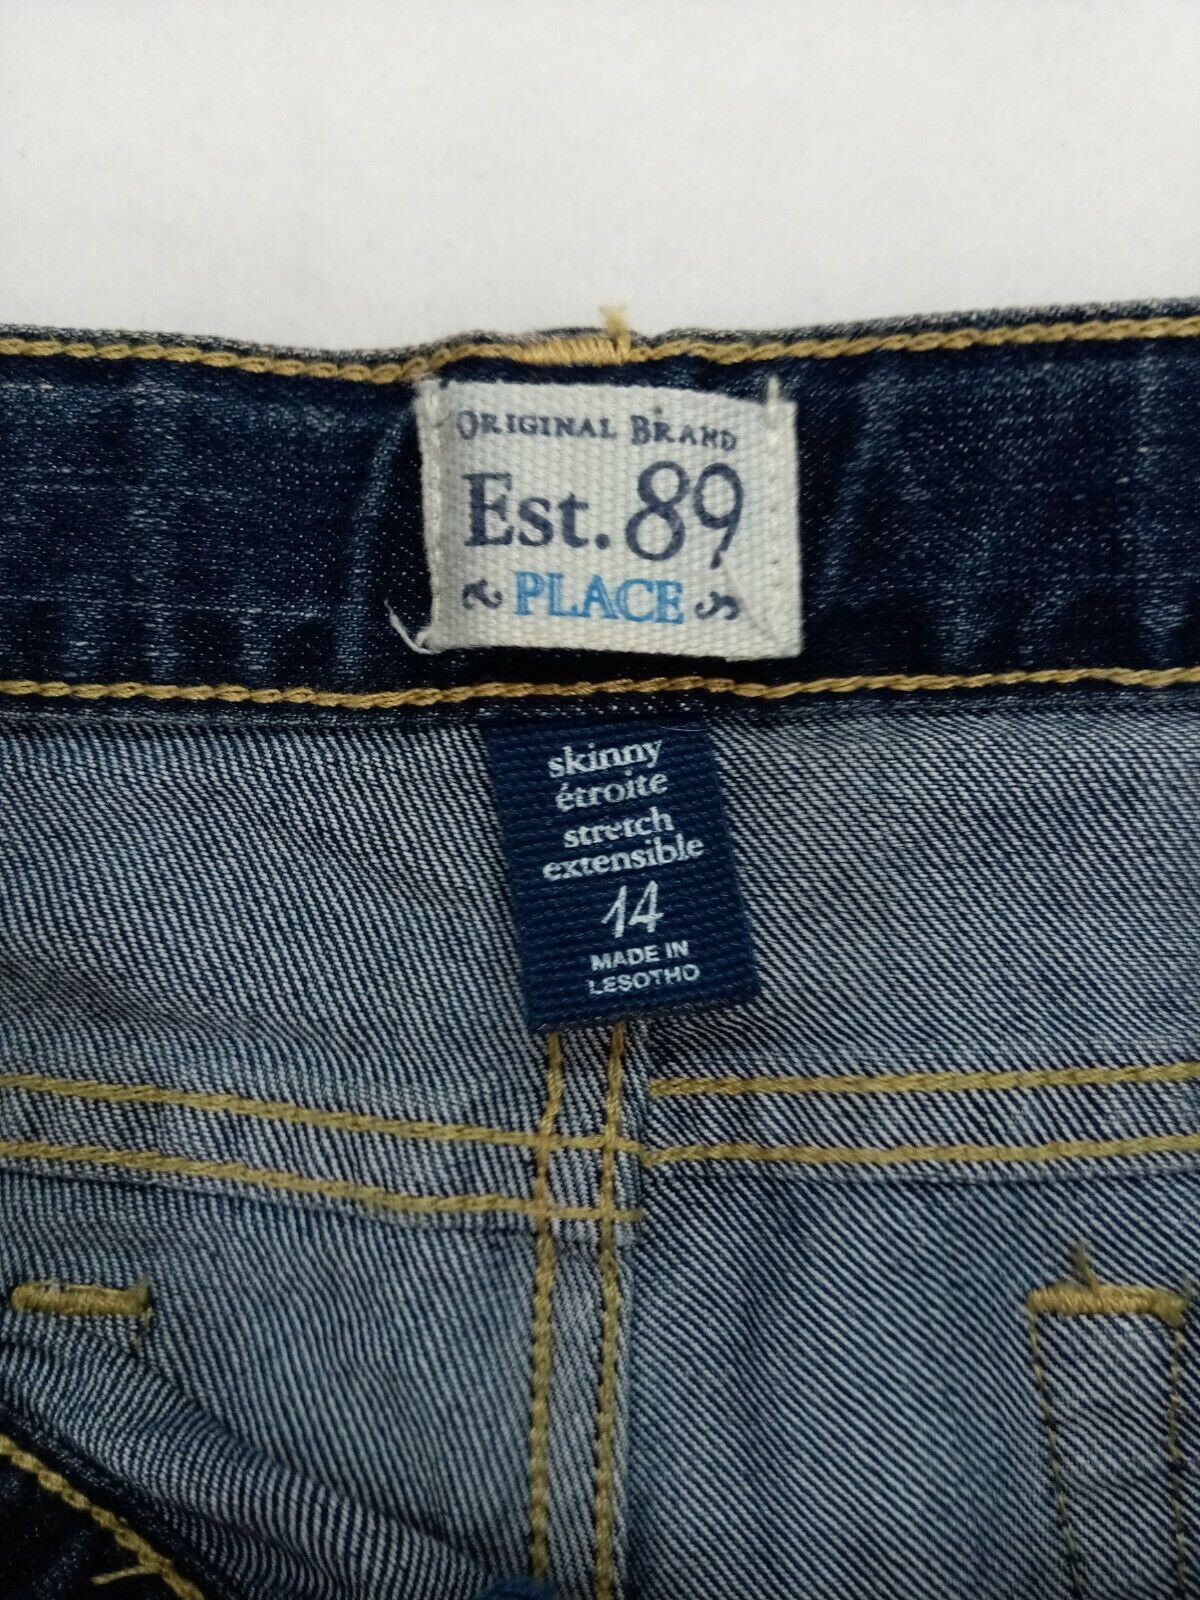 ORIGINAL BRAND
Est. 89
PLACE
skinny
étroite
stretch
extensible
14
MADE IN
LESOTHO